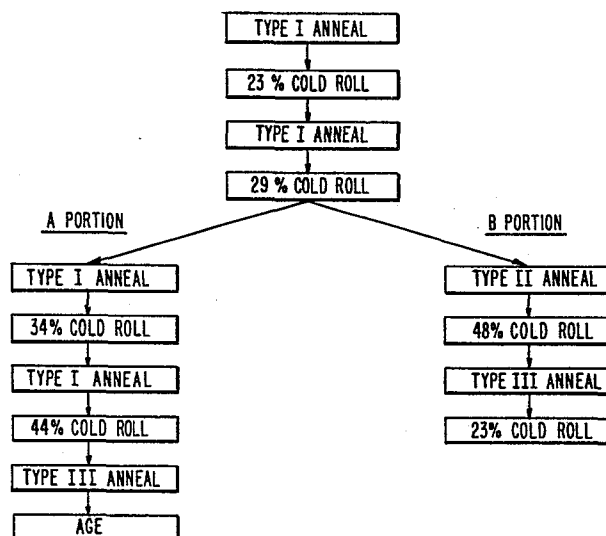 TYPE I ANNEAL
23 % COLD ROLL
TYPE I ANNEAL
29 % COLD ROLL
A PORTION
TYPE I ANNEAL
34% COLD ROLL
TYPE I ANNEAL
44% COLD ROLL
TYPE III ANNEAL
AGE
B PORTION
TYPE II ANNEAL
48% COLD ROLL
TYPE III ANNEAL
23% COLD ROLL